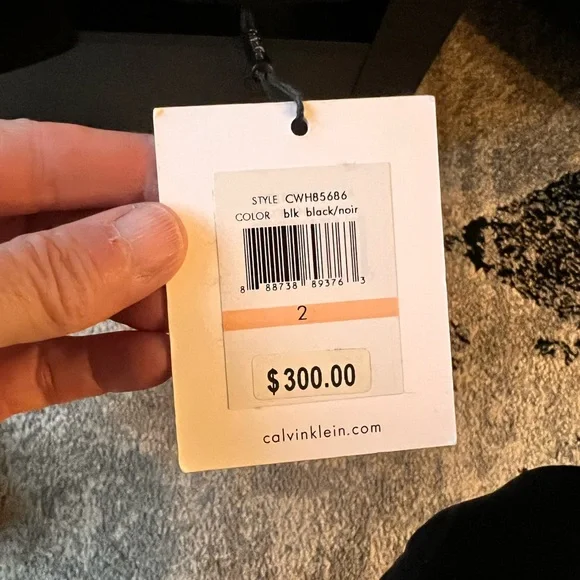 STYLE CWH85686
COLOR blk black/noir
8 88738 89376 3
2
$300.00
calvinklein.com